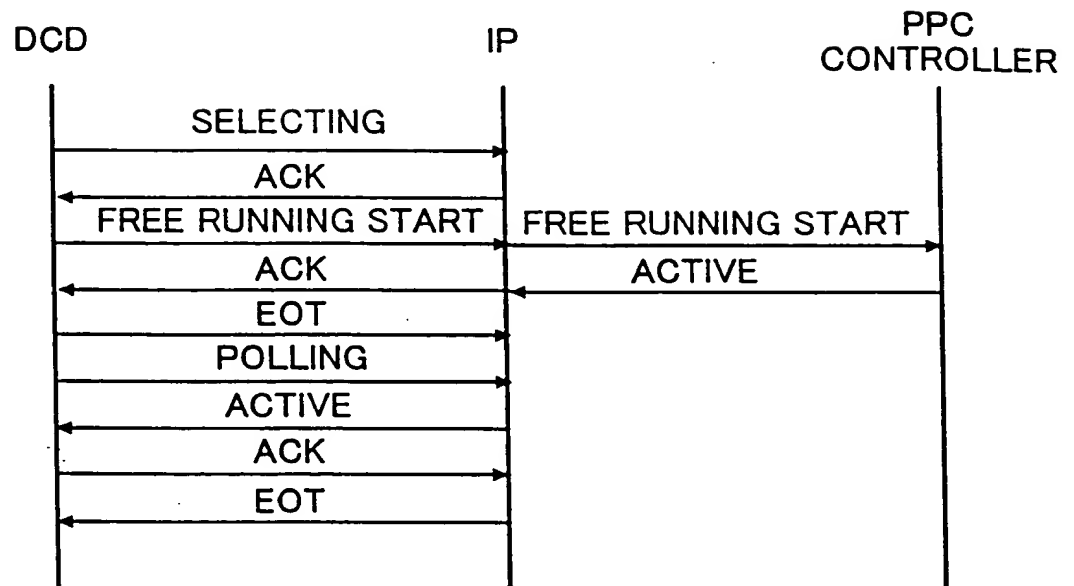 DCD
IP
PPC
CONTROLLER
SELECTING
ACK
FREE RUNNING START
FREE RUNNING START
ACK
ACTIVE
EOT
POLLING
ACTIVE
ACK
EOT